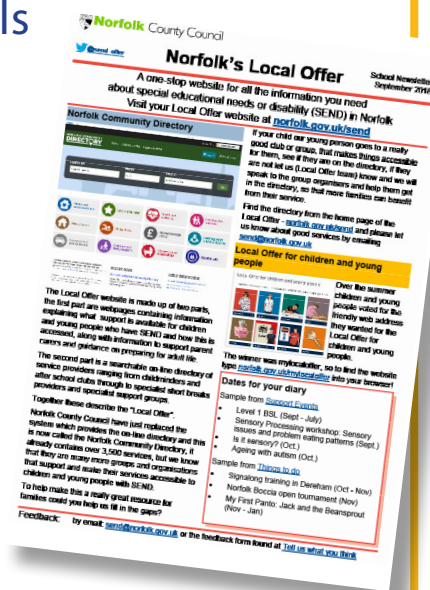 ls
Norfolk County Council
@send_offer
Norfolk's Local Offer
School Newsletter
September 2018
A one-stop website for all the information you need
about special educational needs or disability (SEND) in Norfolk
Visit your Local Offer website at norfolk.gov.uk/send
Norfolk Community Directory
DIRECTORY
The Local Offer website is made up of two parts,
the first part are webpages containing information
explaining what support is available for children
and young people who have SEND and how this is
accessed, along with information to support parent
carers and guidance on preparing for adult life.
The second part is a searchable on-line directory of
service providers ranging from childminders and
after school clubs through to specialist short breaks
providers and specialist support groups.
Together these describe the "Local Offer".
Norfolk County Council have just replaced the
system which provides the on-line directory and this
is now called the Norfolk Community Directory, it
already contains over 3,500 services, but we know
that they are many more groups and organisations
that support and make their services accessible to
children and young people with SEND.
To help make this a really great resource for
families could you help us fill in the gaps?
If your child our young person goes to a really
good club or group, that makes things accessible
for them, see if they are on the directory, if they
are not let us (Local Offer team) know and we will
speak to the group organisers and help them get
in the directory, so that more families can benefit
from their service.
Find the directory from the home page of the
Local Offer - norfolk.gov.uk/send and please let
us know about good services by emailing
send@norfolk.gov.uk
Local Offer for children and young
people
Over the summer
children and young
people voted for the
friendly web address
they wanted for the
Local Offer for
children and young
people.
The winner was mylocaloffer, so to find the website
type norfolk.gov.uk/mylocaloffer into your browser!
Dates for your diary
Sample from Support Events
• Level 1 BSL (Sept - July)
• Sensory Processing workshop: Sensory
issues and problem eating patterns (Sept.)
• Is it sensory? (Oct.)
• Ageing with autism (Oct.)
Sample from Things to do
• Signalong training in Dereham (Oct - Nov)
• Norfolk Boccia open tournament (Nov)
• My First Panto: Jack and the Beansprout
(Nov - Jan)
Feedback: by email: send@norfolk.gov.uk or the feedback form found at Tell us what you think